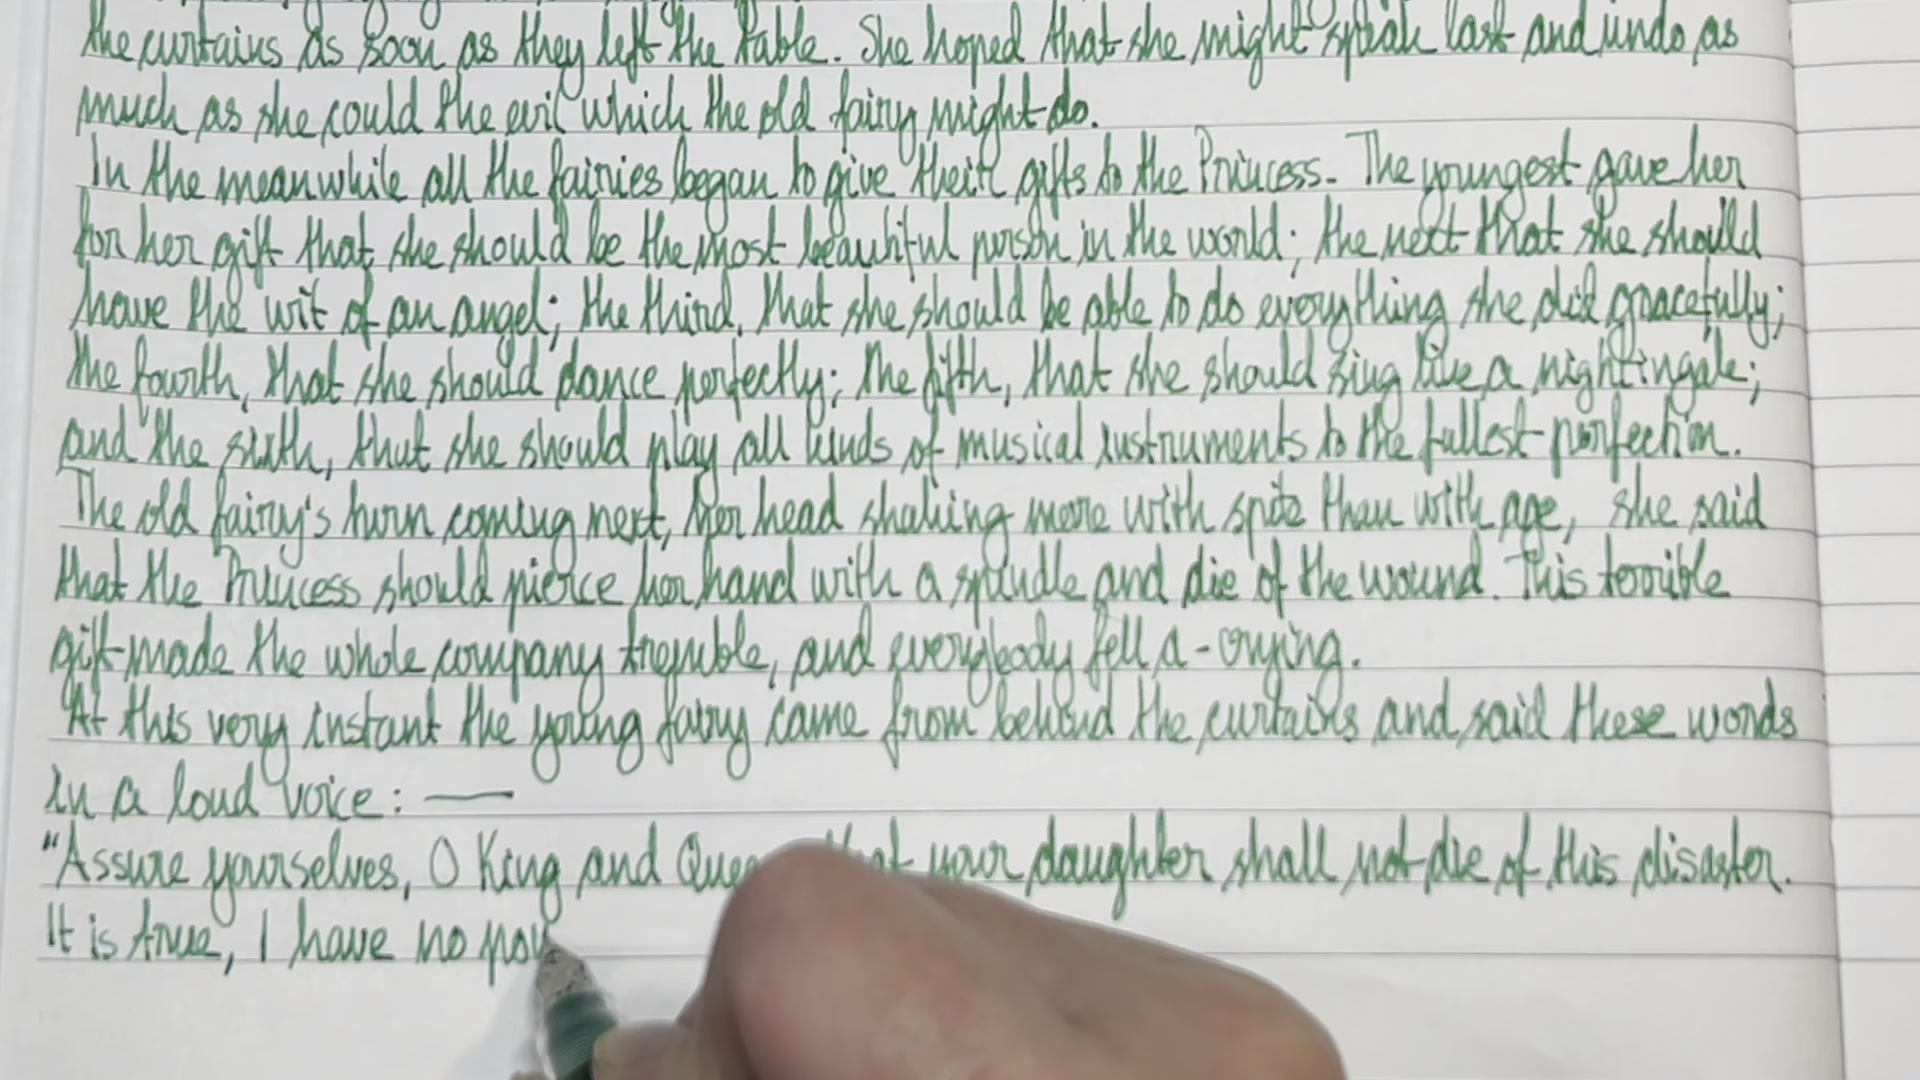 the curtains as soon as they left the table. She hoped that she might speak last and undo as
much as she could the evil which the old fairy might do.
In the meanwhile all the fairies began to give their gifts to the Princess. The youngest gave her
for her gift that she should be the most beautiful person in the world; the next that she should
have the wit of an angel; the third, that she should be able to do everything she did gracefully;
the fourth, that she should dance perfectly; the fifth, that she should sing like a nightingale;
and the sixth, that she should play all kinds of musical instruments to the fullest perfection.
The old fairy's turn coming next, her head shaking more with spite than with age, she said
that the Princess should pierce her hand with a spindle and die of the wound. This terrible
gift made the whole company tremble, and everybody fell a-crying.
At this very instant the young fairy came from behind the curtains and said these words
in a loud voice: —
"Assure yourselves, O King and Quee that your daughter shall not die of this disaster.
It is true, I have no pow